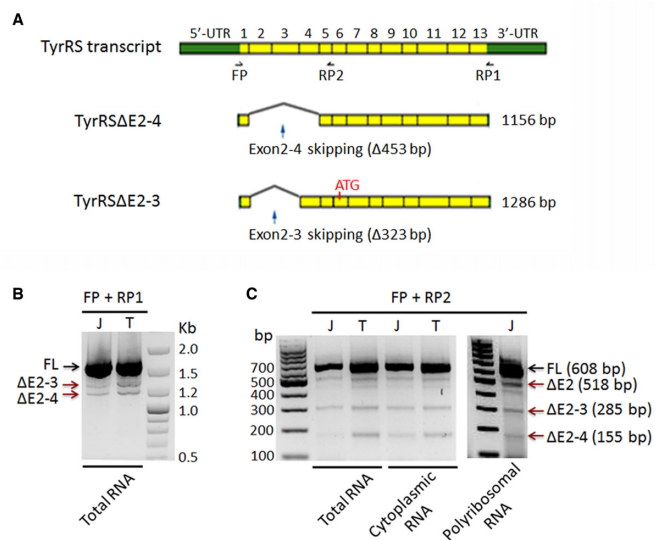 A
5'-UTR 1 2 3 4 5 6 7 8 9 10 11 12 13 3'-UTR
TyrRS transcript
FP RP2 RP1
TyrRSΔE2-4 1156 bp
Exon2-4 skipping (Δ453 bp)
ATG
TyrRSΔE2-3 1286 bp
Exon2-3 skipping (Δ323 bp)
B
FP + RP1
J T Kb
FL
ΔE2-3
ΔE2-4
2.0
1.5
1.2
1.0
0.5
Total RNA
C
FP + RP2
bp J T J T J
700
500
400
300
200
100
FL (608 bp)
ΔE2 (518 bp)
ΔE2-3 (285 bp)
ΔE2-4 (155 bp)
Total RNA
Cytoplasmic
RNA
Polyribosomal
RNA